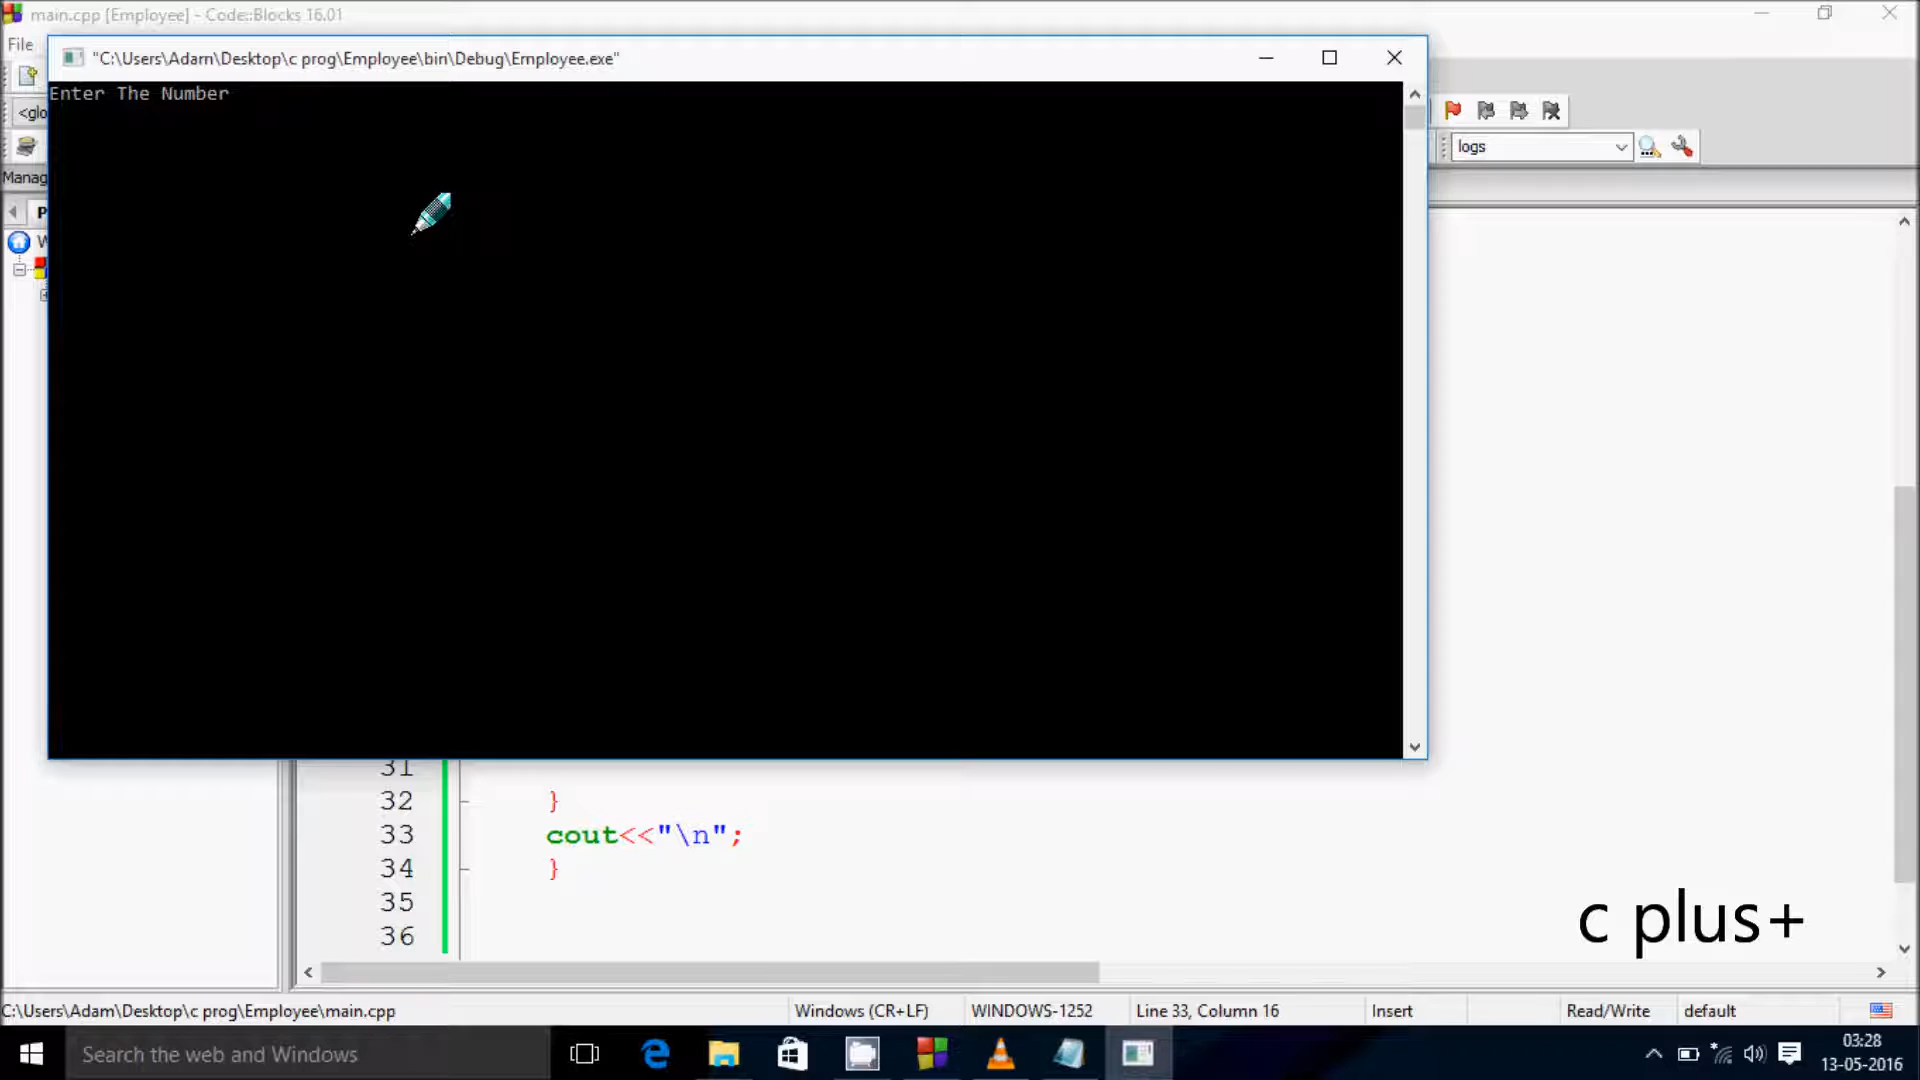 main.cpp [Employee] - Code::Blocks 16.01
File
"C:\Users\Adam\Desktop\c prog\Employee\bin\Debug\Employee.exe"
Enter The Number
<glo
logs
Manag
P
W
31
32 }
33 cout<<"\n";
34 }
35
36
c plus+
C:\Users\Adam\Desktop\c prog\Employee\main.cpp Windows (CR+LF) WINDOWS-1252 Line 33, Column 16 Insert Read/Write default
Search the web and Windows
03:28
13-05-2016